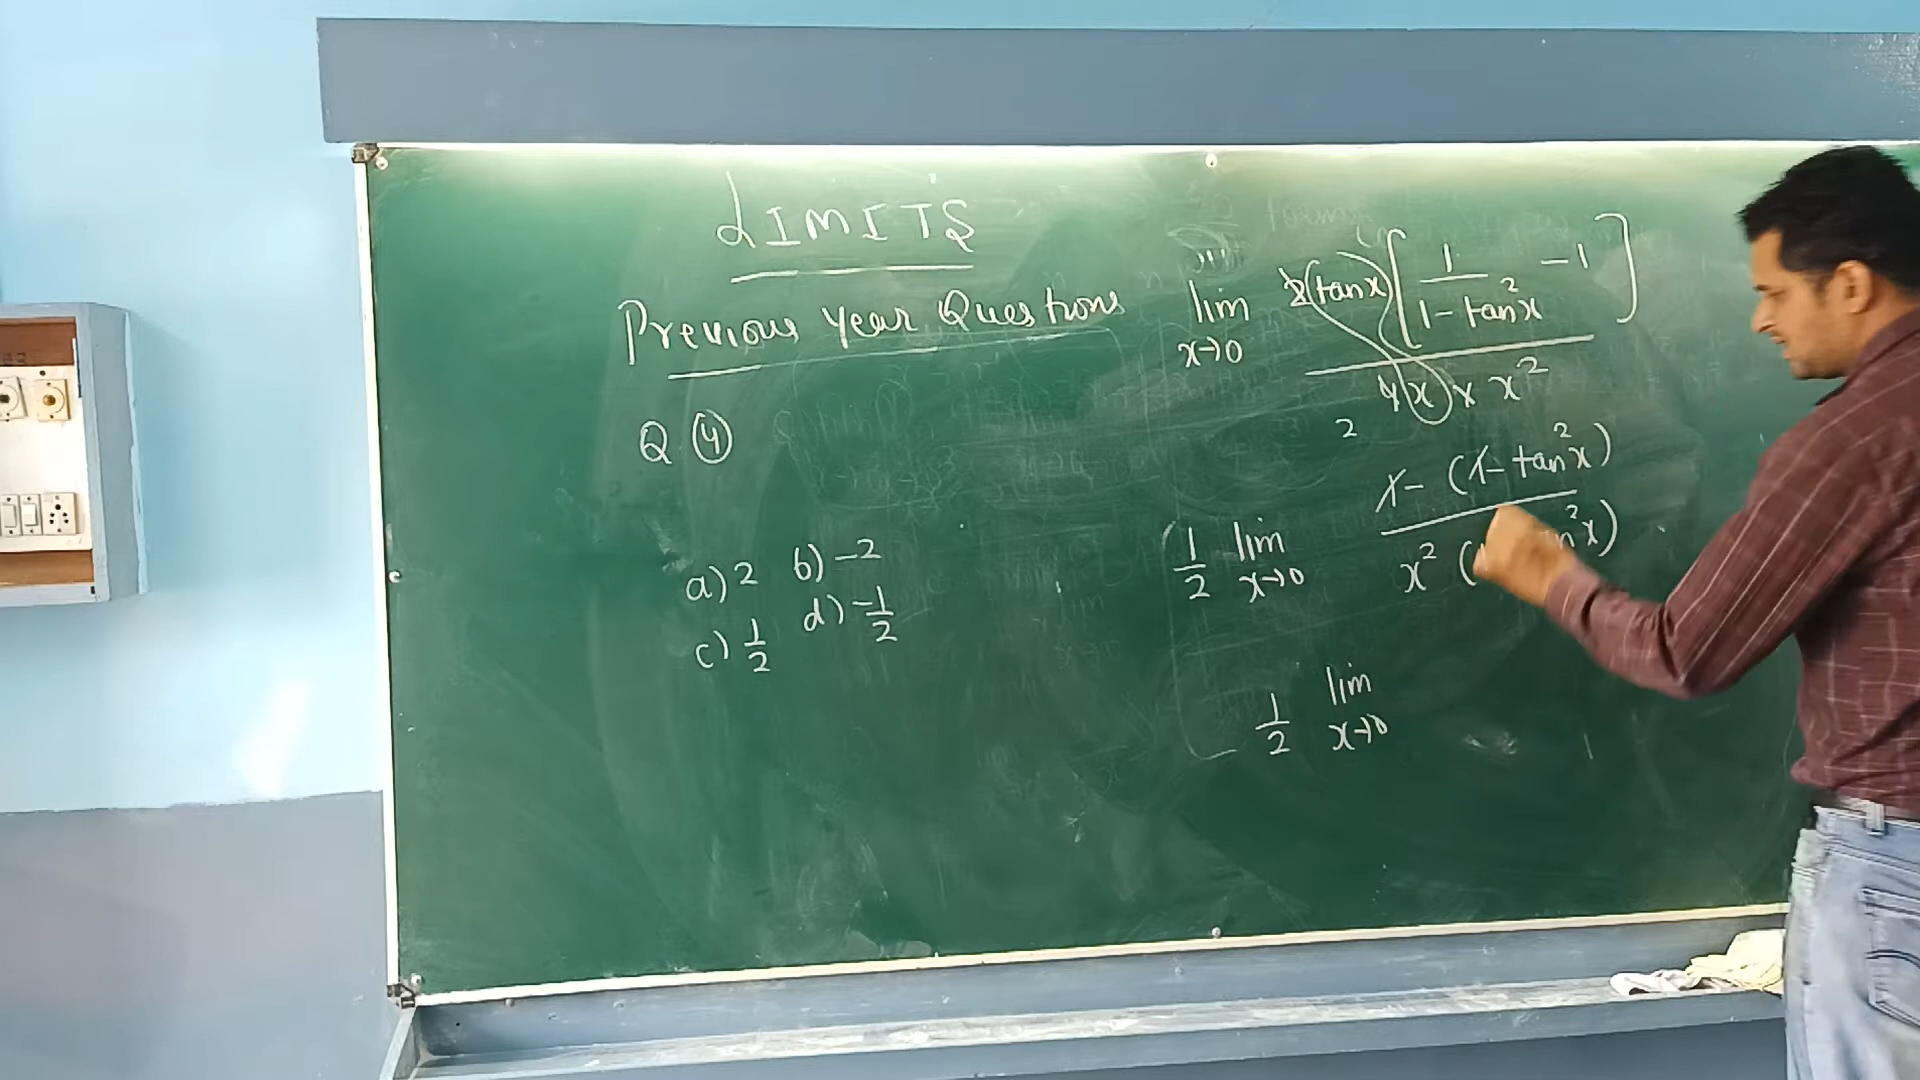 LIMITS
Previous Year Questions
Q ④
a) 2 b) -2
c) 1/2 d) -1/2
lim x→0 2(tan x) [ 1/(1 - tan²x) - 1 ] / 4(x) × x²
2
1/2 lim x→0 1 - (1 - tan²x) / x² (
1/2 lim x→0